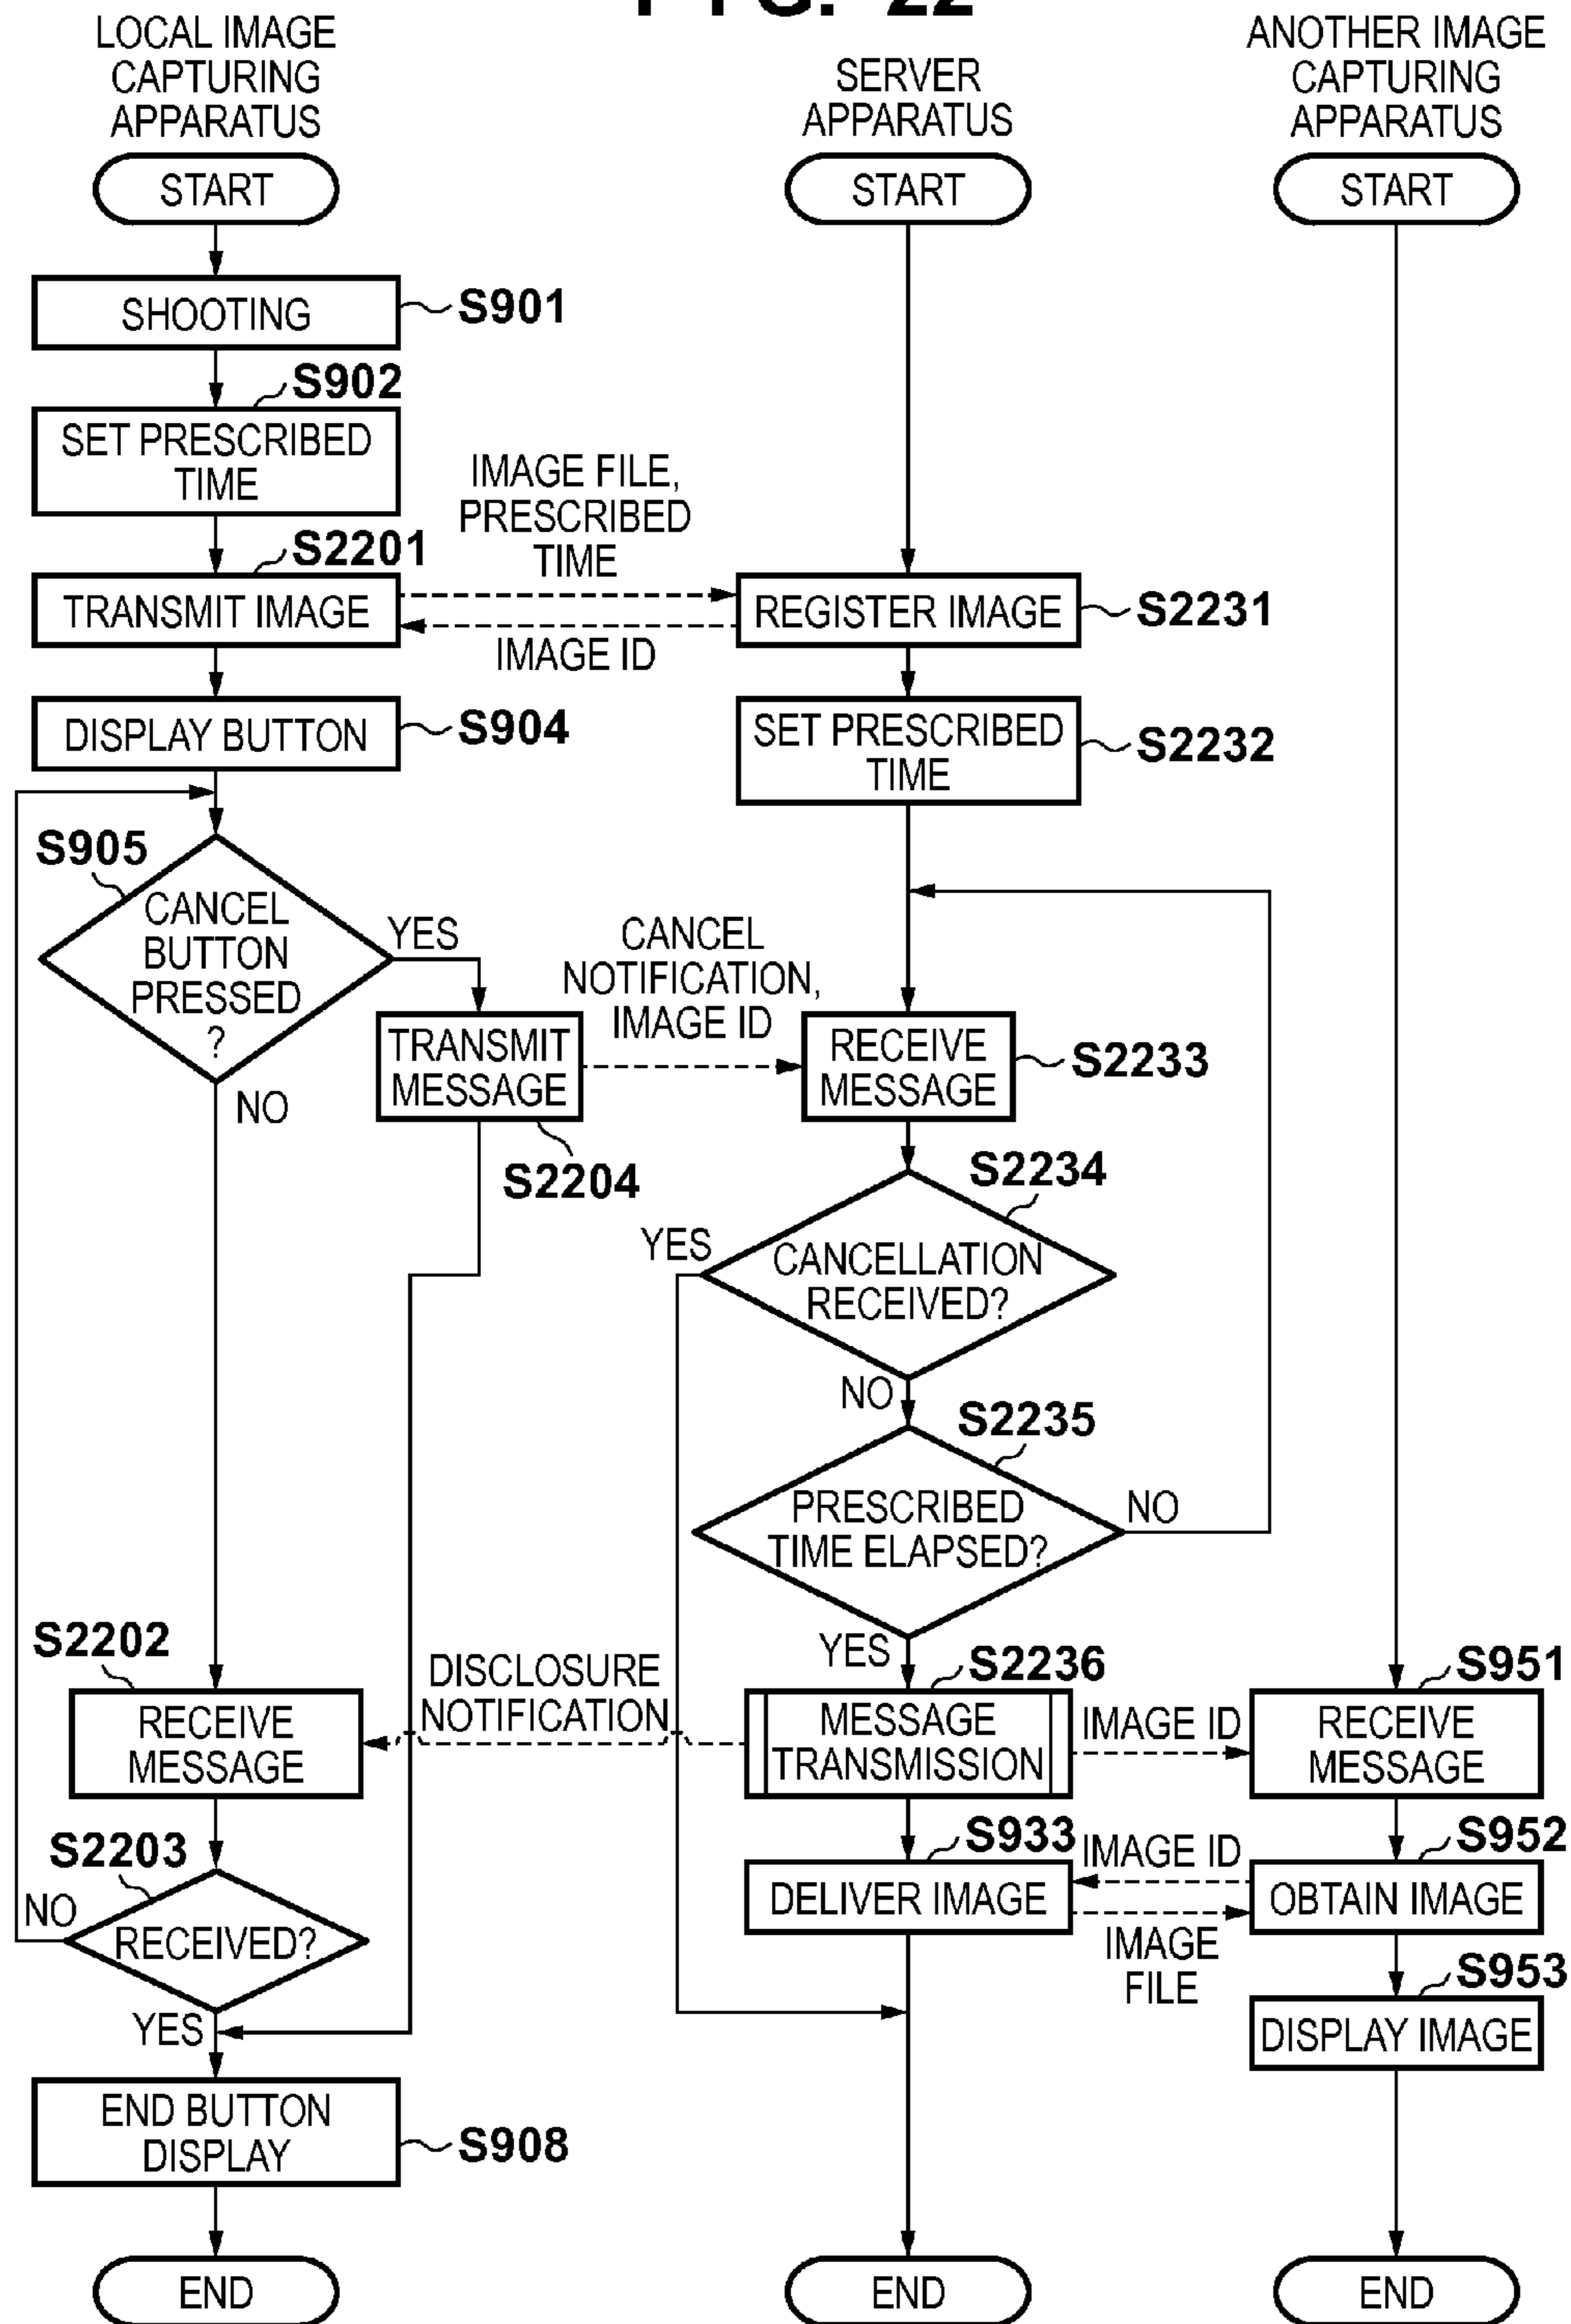 FIG. 22
LOCAL IMAGE
CAPTURING
APPARATUS
SERVER
APPARATUS
ANOTHER IMAGE
CAPTURING
APPARATUS
START
START
START
SHOOTING
S901
S902
SET PRESCRIBED
TIME
IMAGE FILE,
PRESCRIBED
TIME
S2201
TRANSMIT IMAGE
REGISTER IMAGE
S2231
IMAGE ID
DISPLAY BUTTON
S904
SET PRESCRIBED
TIME
S2232
S905
CANCEL
BUTTON
PRESSED
?
YES
NO
CANCEL
NOTIFICATION,
IMAGE ID
TRANSMIT
MESSAGE
S2204
RECEIVE
MESSAGE
S2233
S2234
YES
CANCELLATION
RECEIVED?
NO
S2235
PRESCRIBED
TIME ELAPSED?
NO
YES
S2202
RECEIVE
MESSAGE
DISCLOSURE
NOTIFICATION
S2236
MESSAGE
TRANSMISSION
IMAGE ID
S951
RECEIVE
MESSAGE
S2203
NO
RECEIVED?
YES
S933
DELIVER IMAGE
IMAGE ID
IMAGE
FILE
S952
OBTAIN IMAGE
S953
DISPLAY IMAGE
END BUTTON
DISPLAY
S908
END
END
END